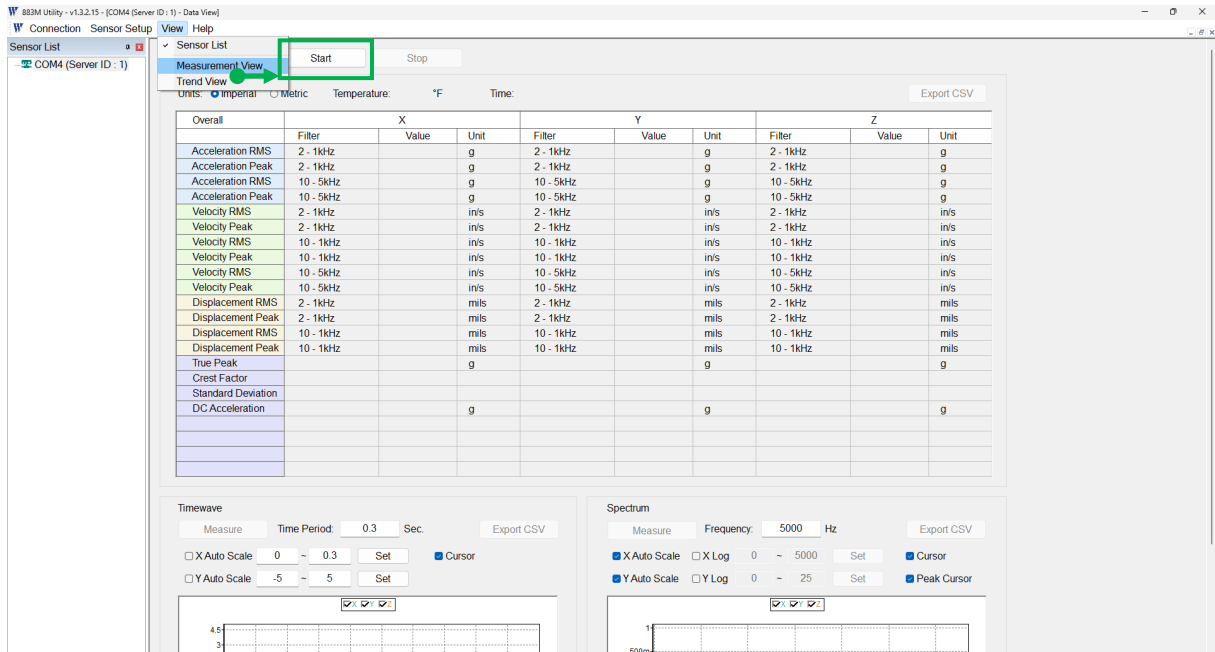 883M Utility - v1.3.2.15 - [COM4 (Server ID : 1) - Data View]
Connection Sensor Setup View Help
Sensor List
COM4 (Server ID : 1)
Sensor List
Measurement View
Trend View
Start Stop
Units: Imperial Metric Temperature: °F Time: Export CSV
Overall X Y Z
Filter Value Unit Filter Value Unit Filter Value Unit
Acceleration RMS 2 - 1kHz g 2 - 1kHz g 2 - 1kHz g
Acceleration Peak 2 - 1kHz g 2 - 1kHz g 2 - 1kHz g
Acceleration RMS 10 - 5kHz g 10 - 5kHz g 10 - 5kHz g
Acceleration Peak 10 - 5kHz g 10 - 5kHz g 10 - 5kHz g
Velocity RMS 2 - 1kHz in/s 2 - 1kHz in/s 2 - 1kHz in/s
Velocity Peak 2 - 1kHz in/s 2 - 1kHz in/s 2 - 1kHz in/s
Velocity RMS 10 - 1kHz in/s 10 - 1kHz in/s 10 - 1kHz in/s
Velocity Peak 10 - 1kHz in/s 10 - 1kHz in/s 10 - 1kHz in/s
Velocity RMS 10 - 5kHz in/s 10 - 5kHz in/s 10 - 5kHz in/s
Velocity Peak 10 - 5kHz in/s 10 - 5kHz in/s 10 - 5kHz in/s
Displacement RMS 2 - 1kHz mils 2 - 1kHz mils 2 - 1kHz mils
Displacement Peak 2 - 1kHz mils 2 - 1kHz mils 2 - 1kHz mils
Displacement RMS 10 - 1kHz mils 10 - 1kHz mils 10 - 1kHz mils
Displacement Peak 10 - 1kHz mils 10 - 1kHz mils 10 - 1kHz mils
True Peak g g g
Crest Factor
Standard Deviation
DC Acceleration g g g
Timewave
Measure Time Period: 0.3 Sec. Export CSV
X Auto Scale 0 ~ 0.3 Set Cursor
Y Auto Scale -5 ~ 5 Set
X Y Z
4.5
3
Spectrum
Measure Frequency: 5000 Hz Export CSV
X Auto Scale X Log 0 ~ 5000 Set Cursor
Y Auto Scale Y Log 0 ~ 25 Set Peak Cursor
X Y Z
1
500m